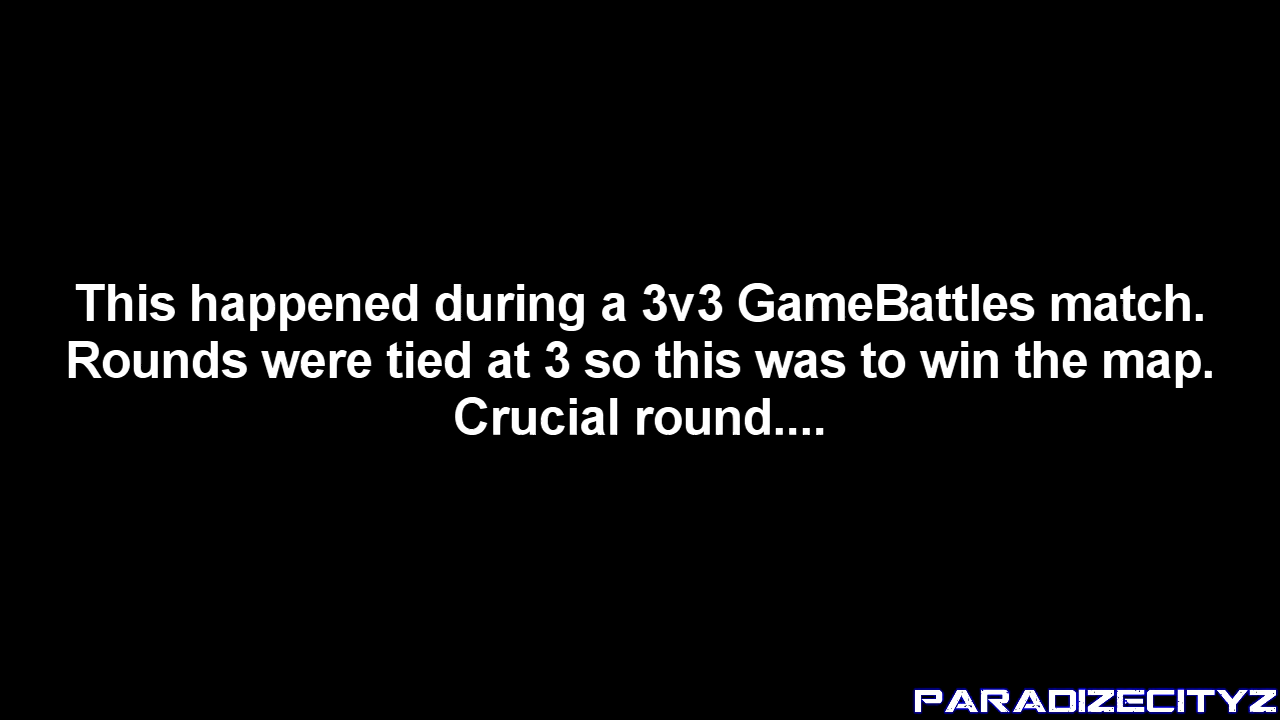 This happened during a 3v3 GameBattles match.
Rounds were tied at 3 so this was to win the map.
Crucial round....
PARADIZECITYZ